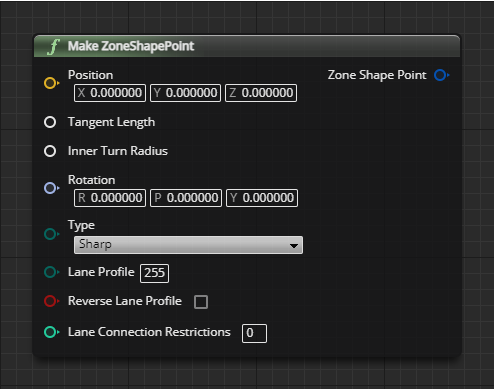 f Make ZoneShapePoint
Position Zone Shape Point
X 0.000000 Y 0.000000 Z 0.000000
Tangent Length
Inner Turn Radius
Rotation
R 0.000000 P 0.000000 Y 0.000000
Type
Sharp
Lane Profile 255
Reverse Lane Profile
Lane Connection Restrictions 0